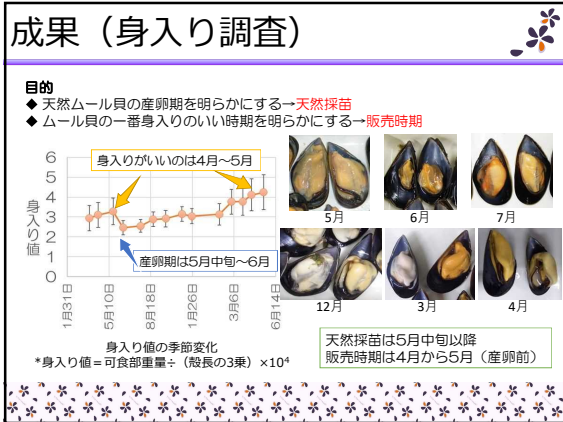 成果（身入り調査）
目的
◆ 天然ムール貝の産卵期を明らかにする→天然採苗
◆ ムール貝の一番身入りのいい時期を明らかにする→販売時期
身入り値
6
5
4
3
2
1
0
身入りがいいのは4月～5月
産卵期は5月中旬～6月
1月31日
5月10日
8月18日
1月26日
3月6日
6月14日
身入り値の季節変化
*身入り値＝可食部重量÷（殻長の3乗）×10⁴
5月
6月
7月
12月
3月
4月
天然採苗は5月中旬以降
販売時期は4月から5月（産卵前）